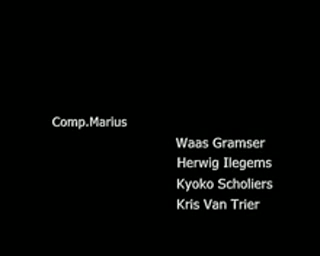 Comp.Marius
Waas Gramser
Herwig Ilegems
Kyoko Scholiers
Kris Van Trier